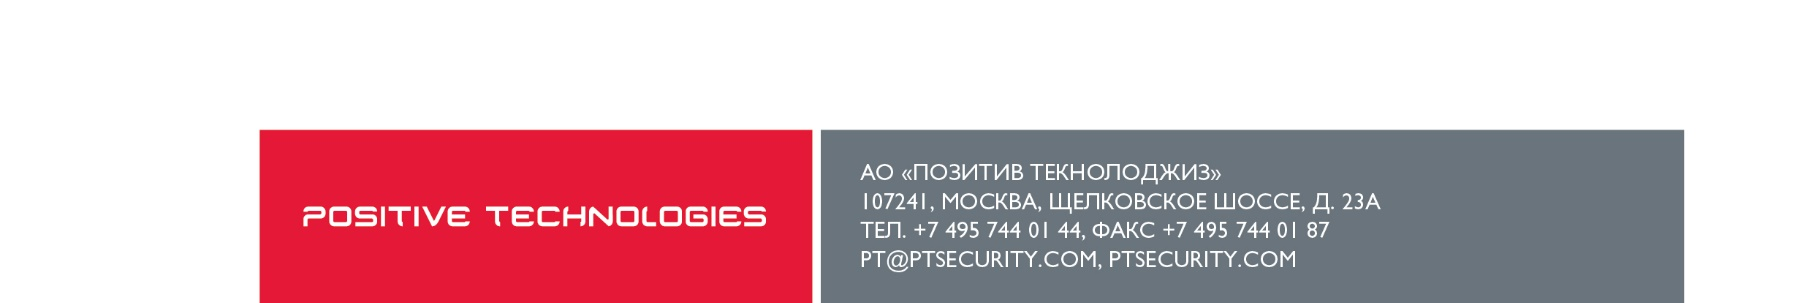 POSITIVE TECHNOLOGIES
АО «ПОЗИТИВ ТЕКНОЛОДЖИЗ»
107241, МОСКВА, ЩЕЛКОВСКОЕ ШОССЕ, Д. 23А
ТЕЛ. +7 495 744 01 44, ФАКС +7 495 744 01 87
PT@PTSECURITY.COM, PTSECURITY.COM